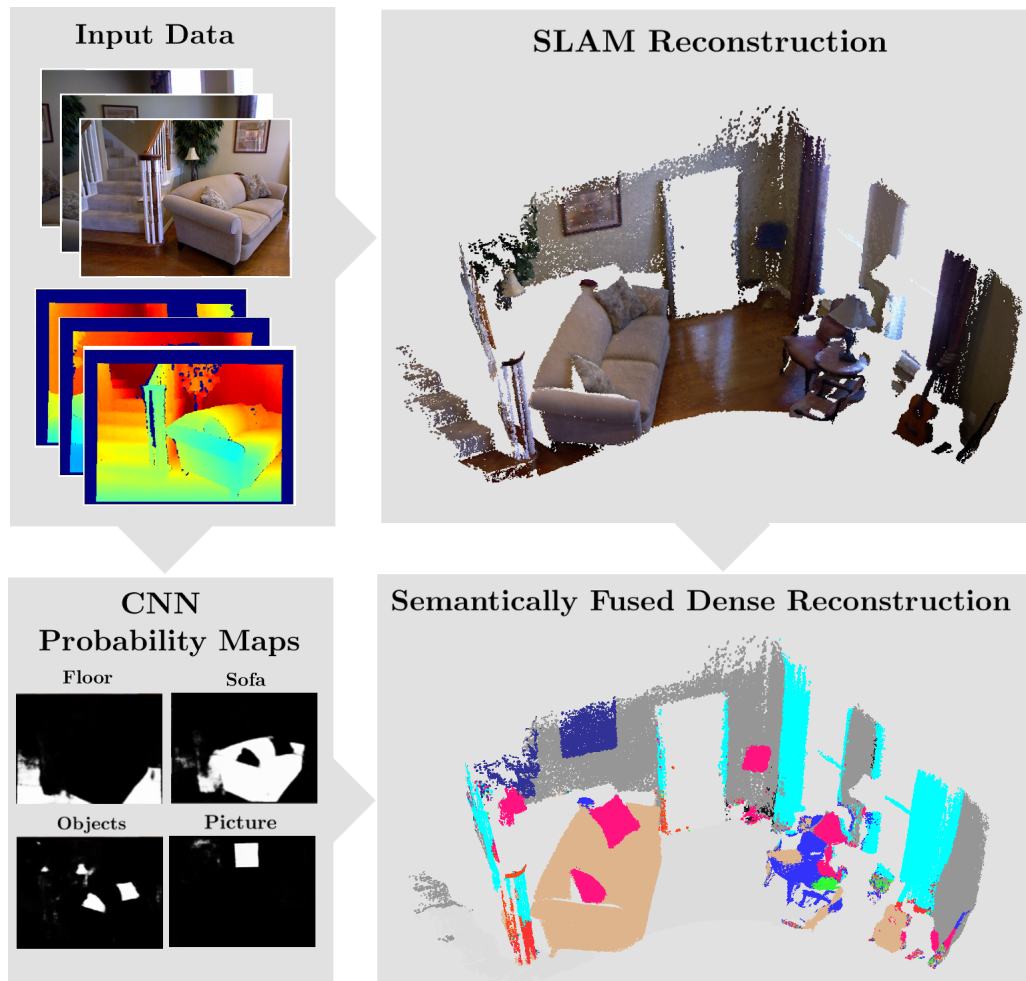 Input Data
SLAM Reconstruction
CNN
Probability Maps
Floor
Sofa
Objects
Picture
Semantically Fused Dense Reconstruction